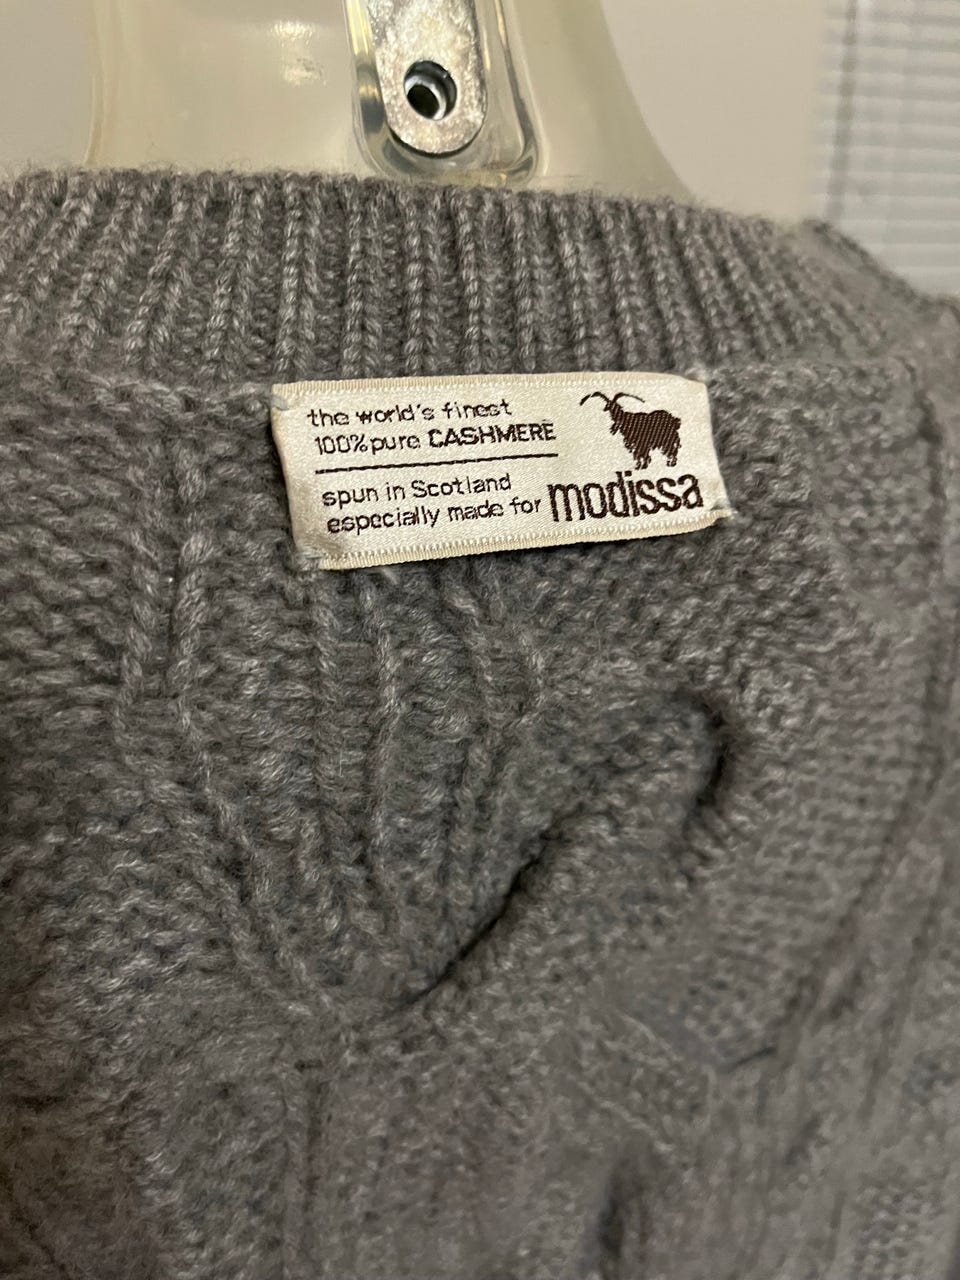 the world's finest
100% pure CASHMERE
spun in Scotland
especially made for modissa